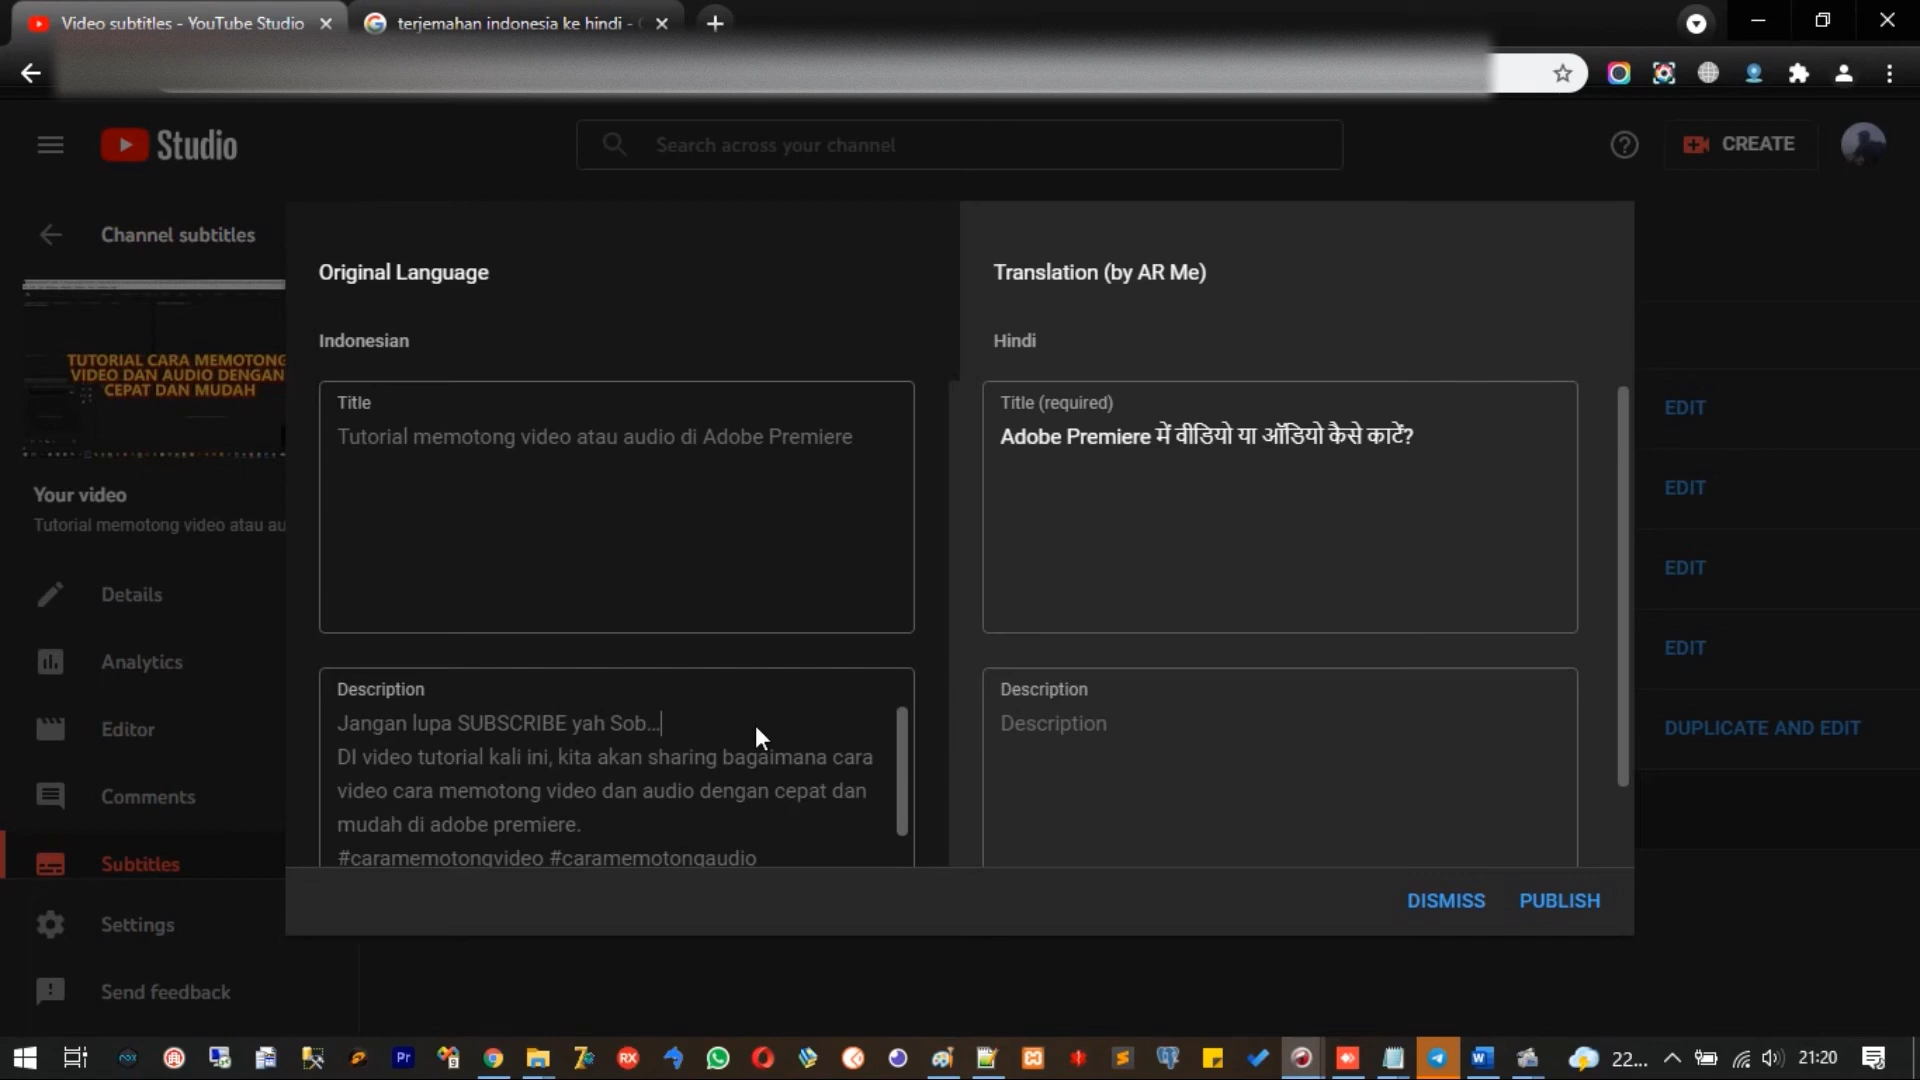 Video subtitles - YouTube Studio
terjemahan indonesia ke hindi -
Studio
Search across your channel
CREATE
Channel subtitles
TUTORIAL CARA MEMOTONG
VIDEO DAN AUDIO DENGAN
CEPAT DAN MUDAH
Your video
Tutorial memotong video atau au
Details
Analytics
Editor
Comments
Subtitles
Settings
Send feedback
Original Language
Indonesian
Title
Tutorial memotong video atau audio di Adobe Premiere
Description
Jangan lupa SUBSCRIBE yah Sob...
DI video tutorial kali ini, kita akan sharing bagaimana cara
video cara memotong video dan audio dengan cepat dan
mudah di adobe premiere.
#caramemotongvideo #caramemotongaudio
Translation (by AR Me)
Hindi
Title (required)
Adobe Premiere में वीडियो या ऑडियो कैसे काटें?
Description
Description
DISMISS
PUBLISH
EDIT
EDIT
EDIT
EDIT
DUPLICATE AND EDIT
22...
21:20